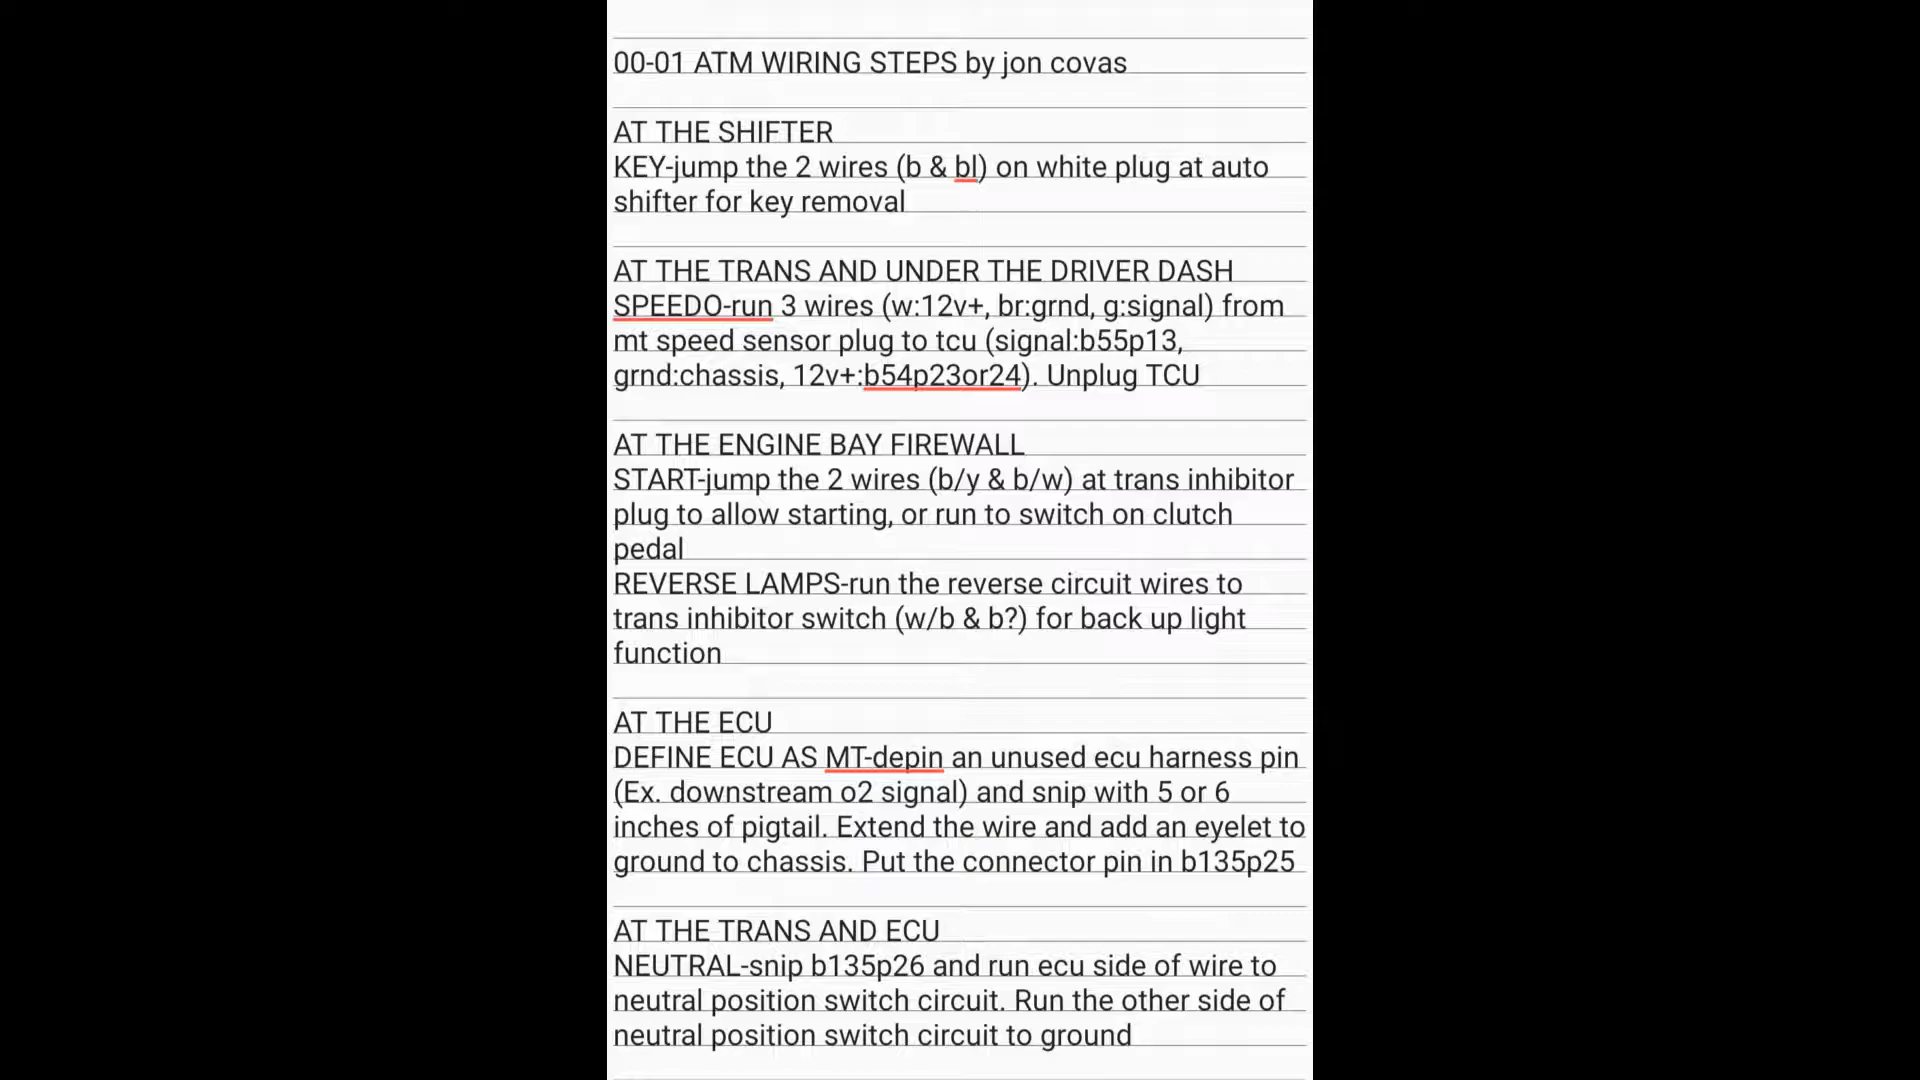 00-01 ATM WIRING STEPS by jon covas
AT THE SHIFTER
KEY-jump the 2 wires (b & bl) on white plug at auto
shifter for key removal
AT THE TRANS AND UNDER THE DRIVER DASH
SPEEDO-run 3 wires (w:12v+, br:grnd, g:signal) from
mt speed sensor plug to tcu (signal:b55p13,
grnd:chassis, 12v+:b54p23or24). Unplug TCU
AT THE ENGINE BAY FIREWALL
START-jump the 2 wires (b/y & b/w) at trans inhibitor
plug to allow starting, or run to switch on clutch
pedal
REVERSE LAMPS-run the reverse circuit wires to
trans inhibitor switch (w/b & b?) for back up light
function
AT THE ECU
DEFINE ECU AS MT-depin an unused ecu harness pin
(Ex. downstream o2 signal) and snip with 5 or 6
inches of pigtail. Extend the wire and add an eyelet to
ground to chassis. Put the connector pin in b135p25
AT THE TRANS AND ECU
NEUTRAL-snip b135p26 and run ecu side of wire to
neutral position switch circuit. Run the other side of
neutral position switch circuit to ground